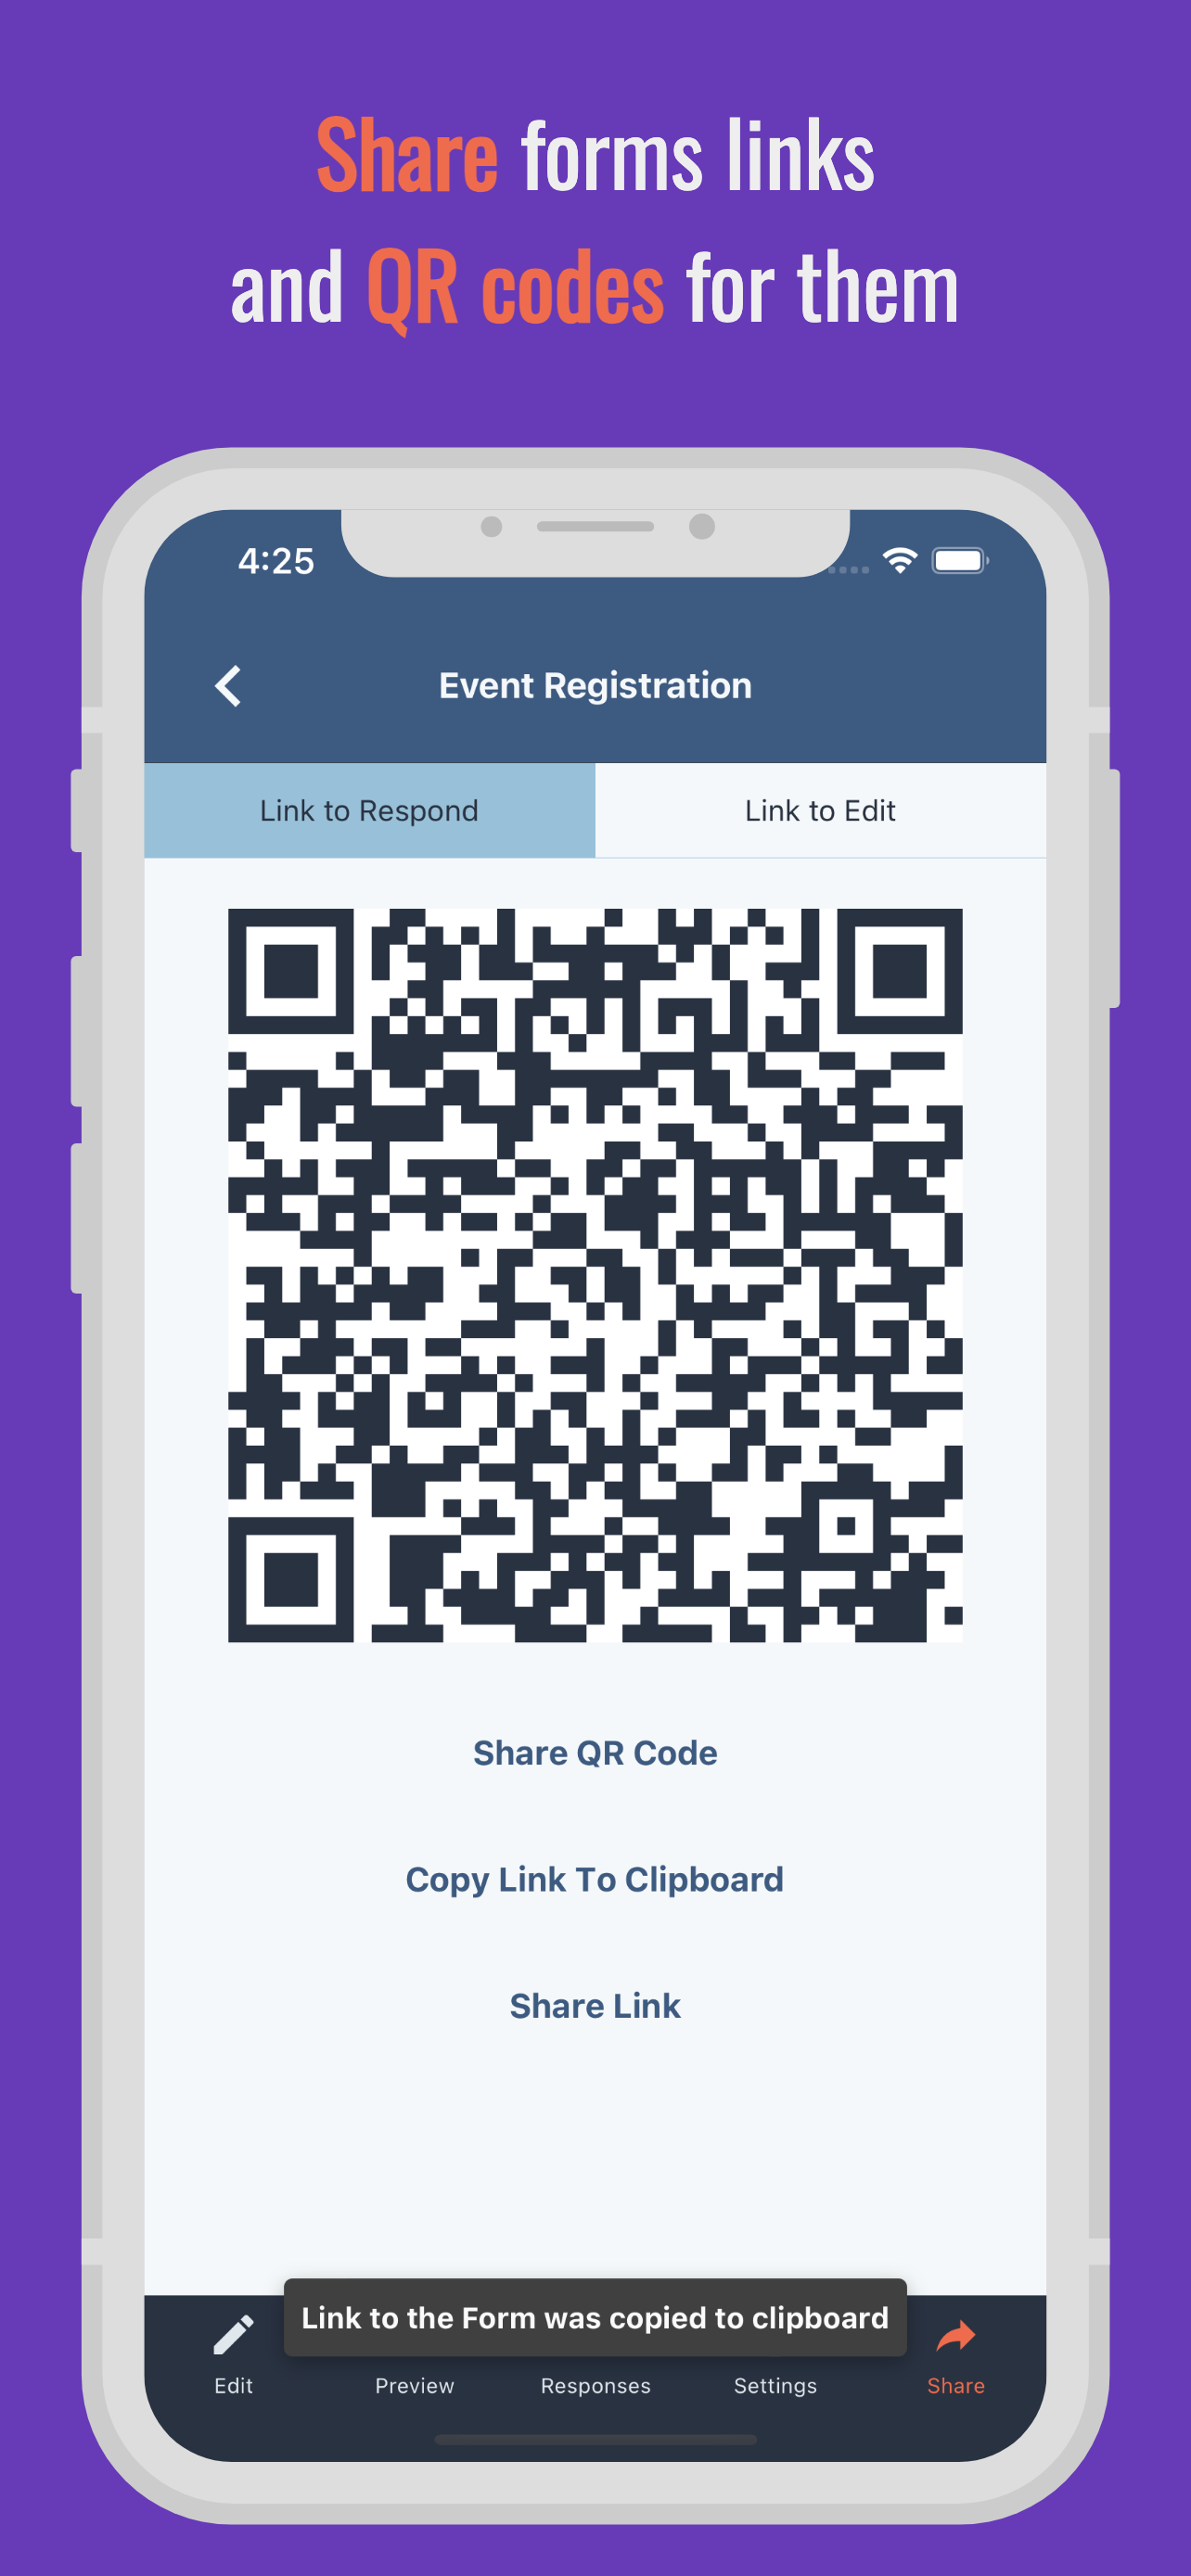 Share forms links
and QR codes for them
4:25
Event Registration
Link to Respond
Link to Edit
Share QR Code
Copy Link To Clipboard
Share Link
Link to the Form was copied to clipboard
Edit
Preview
Responses
Settings
Share